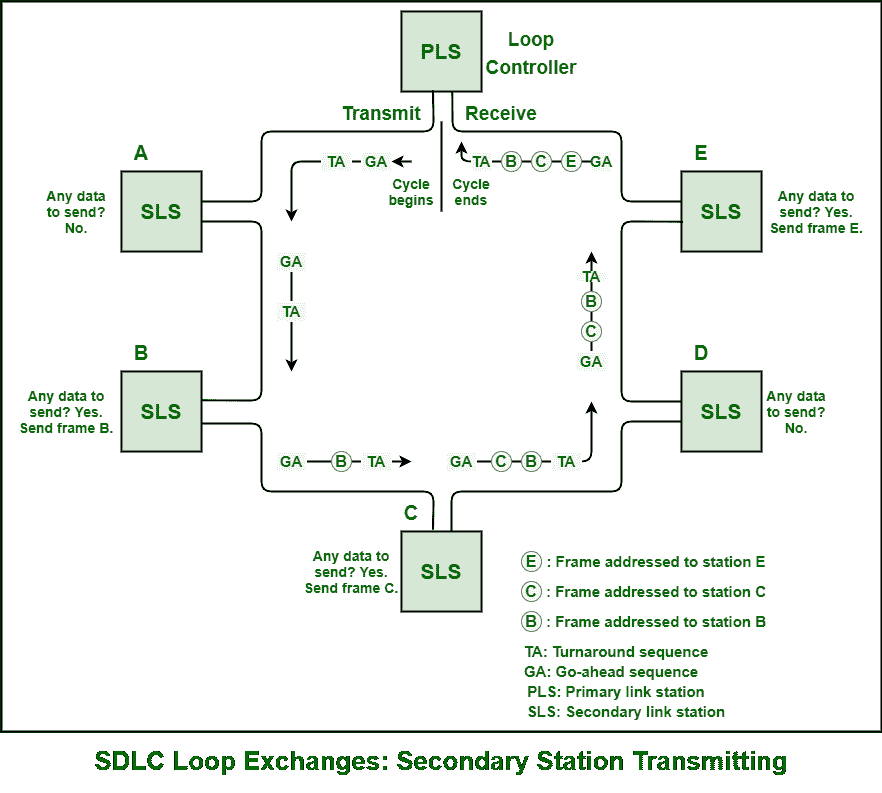 PLS
Loop
Controller
Transmit
Receive
A
SLS
Any data
to send?
No.
TA
GA
Cycle
begins
Cycle
ends
TA
B
C
E
GA
E
SLS
Any data to
send? Yes.
Send frame E.
GA
TA
TA
B
C
GA
B
SLS
Any data to
send? Yes.
Send frame B.
D
SLS
Any data
to send?
No.
GA
B
TA
GA
C
B
TA
C
SLS
Any data to
send? Yes.
Send frame C.
E : Frame addressed to station E
C : Frame addressed to station C
B : Frame addressed to station B
TA: Turnaround sequence
GA: Go-ahead sequence
PLS: Primary link station
SLS: Secondary link station
SDLC Loop Exchanges: Secondary Station Transmitting